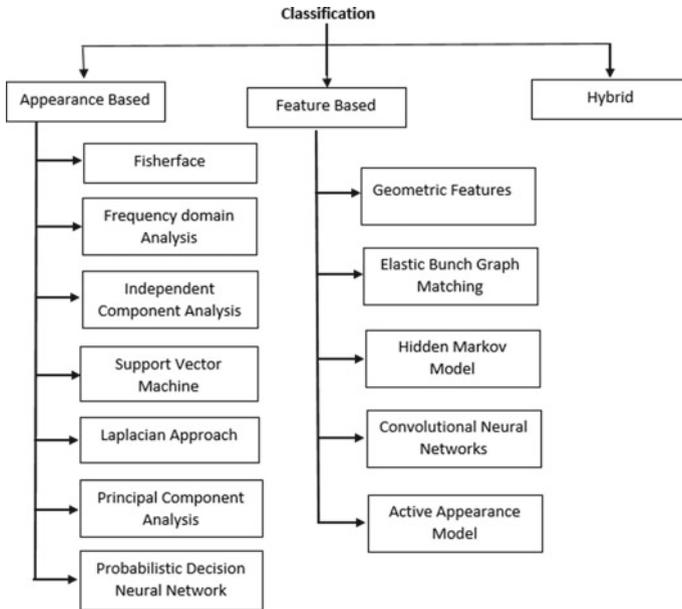 Classification
Appearance Based
Feature Based
Hybrid
Fisherface
Frequency domain
Analysis
Independent
Component Analysis
Support Vector
Machine
Laplacian Approach
Principal Component
Analysis
Probabilistic Decision
Neural Network
Geometric Features
Elastic Bunch Graph
Matching
Hidden Markov
Model
Convolutional Neural
Networks
Active Appearance
Model